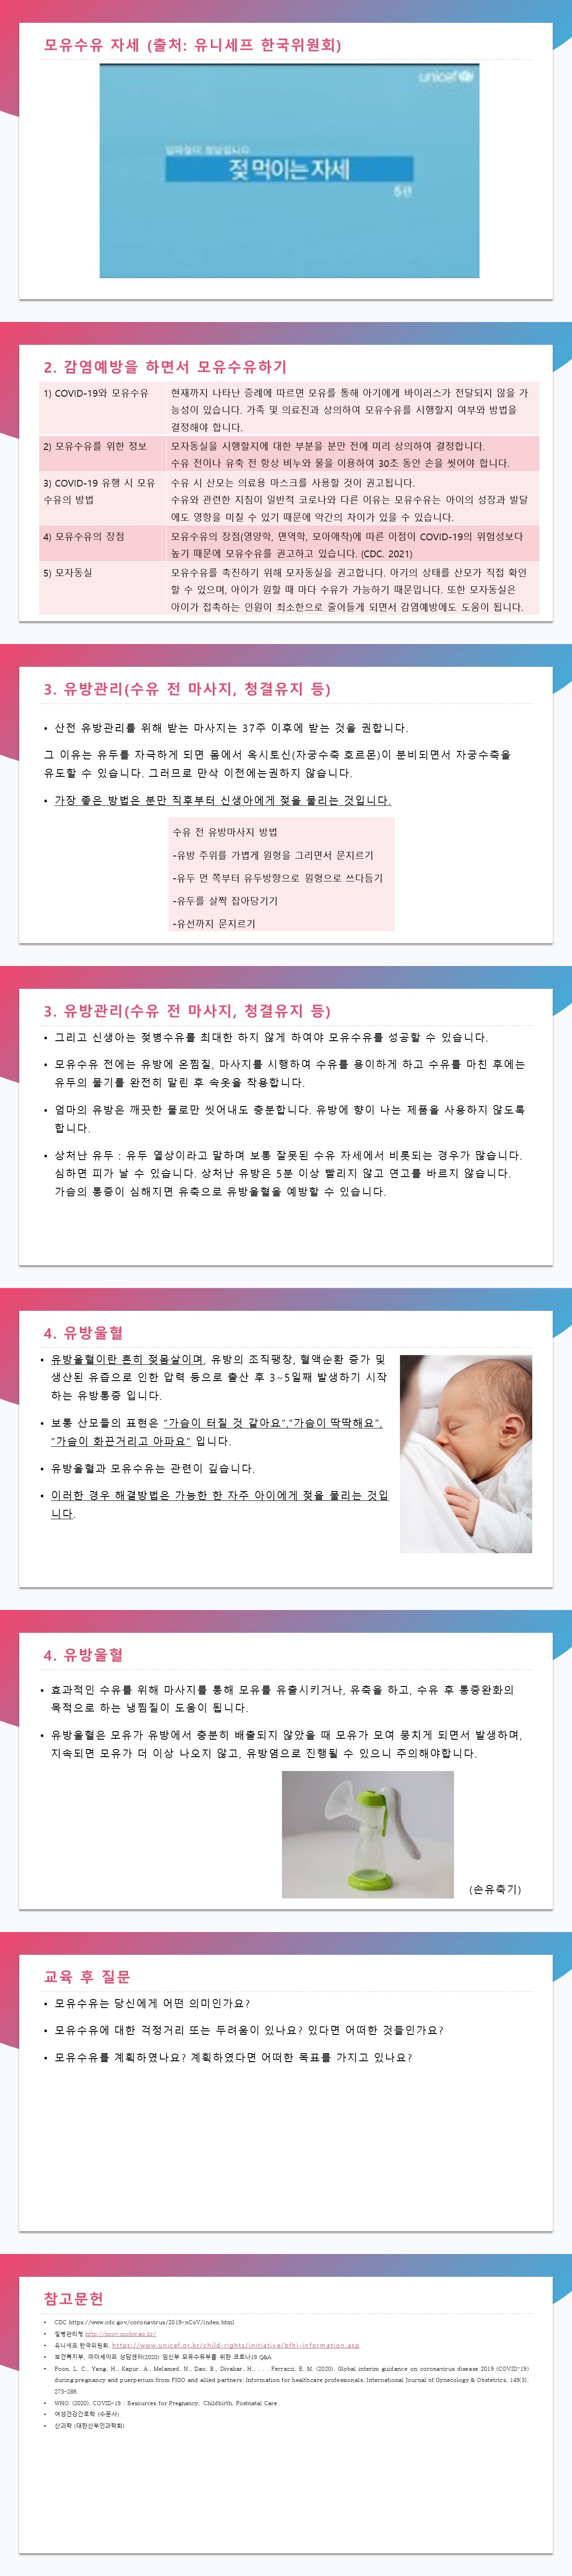 모유수유 자세 (출처: 유니세프 한국위원회)
unicef
엄마젖이 정답입니다
젖 먹이는 자세
5편
2. 감염예방을 하면서 모유수유하기
1) COVID-19와 모유수유
현재까지 나타난 증례에 따르면 모유를 통해 아기에게 바이러스가 전달되지 않을 가
능성이 있습니다. 가족 및 의료진과 상의하여 모유수유를 시행할지 여부와 방법을
결정해야 합니다.
2) 모유수유를 위한 정보
모자동실을 시행할지에 대한 부분을 분만 전에 미리 상의하여 결정합니다.
수유 전이나 유축 전 항상 비누와 물을 이용하여 30초 동안 손을 씻어야 합니다.
3) COVID-19 유행 시 모유
수유의 방법
수유 시 산모는 의료용 마스크를 사용할 것이 권고됩니다.
수유와 관련한 지침이 일반적 코로나와 다른 이유는 모유수유는 아이의 성장과 발달
에도 영향을 미칠 수 있기 때문에 약간의 차이가 있을 수 있습니다.
4) 모유수유의 장점
모유수유의 장점(영양학, 면역학, 모아애착)에 따른 이점이 COVID-19의 위험성보다
높기 때문에 모유수유를 권고하고 있습니다. (CDC. 2021)
5) 모자동실
모유수유를 촉진하기 위해 모자동실을 권고합니다. 아기의 상태를 산모가 직접 확인
할 수 있으며, 아이가 원할 때 마다 수유가 가능하기 때문입니다. 또한 모자동실은
아이가 접촉하는 인원이 최소한으로 줄어들게 되면서 감염예방에도 도움이 됩니다.
3. 유방관리(수유 전 마사지, 청결유지 등)
• 산전 유방관리를 위해 받는 마사지는 37주 이후에 받는 것을 권합니다.
그 이유는 유두를 자극하게 되면 몸에서 옥시토신(자궁수축 호르몬)이 분비되면서 자궁수축을
유도할 수 있습니다. 그러므로 만삭 이전에는권하지 않습니다.
• 가장 좋은 방법은 분만 직후부터 신생아에게 젖을 물리는 것입니다.
수유 전 유방마사지 방법
-유방 주위를 가볍게 원형을 그리면서 문지르기
-유두 먼 쪽부터 유두방향으로 원형으로 쓰다듬기
-유두를 살짝 잡아당기기
-유선까지 문지르기
3. 유방관리(수유 전 마사지, 청결유지 등)
• 그리고 신생아는 젖병수유를 최대한 하지 않게 하여야 모유수유를 성공할 수 있습니다.
• 모유수유 전에는 유방에 온찜질, 마사지를 시행하여 수유를 용이하게 하고 수유를 마친 후에는
유두의 물기를 완전히 말린 후 속옷을 착용합니다.
• 엄마의 유방은 깨끗한 물로만 씻어내도 충분합니다. 유방에 향이 나는 제품을 사용하지 않도록
합니다.
• 상처난 유두 : 유두 열상이라고 말하며 보통 잘못된 수유 자세에서 비롯되는 경우가 많습니다.
심하면 피가 날 수 있습니다. 상처난 유방은 5분 이상 빨리지 않고 연고를 바르지 않습니다.
가슴의 통증이 심해지면 유축으로 유방울혈을 예방할 수 있습니다.
4. 유방울혈
• 유방울혈이란 흔히 젖몸살이며, 유방의 조직팽창, 혈액순환 증가 및
생산된 유즙으로 인한 압력 등으로 출산 후 3~5일째 발생하기 시작
하는 유방통증 입니다.
• 보통 산모들의 표현은 “가슴이 터질 것 같아요”,“가슴이 딱딱해요”,
“가슴이 화끈거리고 아파요” 입니다.
• 유방울혈과 모유수유는 관련이 깊습니다.
• 이러한 경우 해결방법은 가능한 한 자주 아이에게 젖을 물리는 것입
니다.
4. 유방울혈
• 효과적인 수유를 위해 마사지를 통해 모유를 유출시키거나, 유축을 하고, 수유 후 통증완화의
목적으로 하는 냉찜질이 도움이 됩니다.
• 유방울혈은 모유가 유방에서 충분히 배출되지 않았을 때 모유가 모여 뭉치게 되면서 발생하며,
지속되면 모유가 더 이상 나오지 않고, 유방염으로 진행될 수 있으니 주의해야합니다.
(손유축기)
교육 후 질문
• 모유수유는 당신에게 어떤 의미인가요?
• 모유수유에 대한 걱정거리 또는 두려움이 있나요? 있다면 어떠한 것들인가요?
• 모유수유를 계획하였나요? 계획하였다면 어떠한 목표를 가지고 있나요?
참고문헌
• CDC https://www.cdc.gov/coronavirus/2019-nCoV/index.html
• 질병관리청 http://ncov.mohw.go.kr/
• 유니세프 한국위원회. https://www.unicef.or.kr/child-rights/initiative/bfhi-information.asp
• 보건복지부, 마더세이프 상담센터(2020) 임신부 모유수유부를 위한 코로나19 Q&A
• Poon, L. C., Yang, H., Kapur, A., Melamed, N., Dao, B., Divakar, H., . . . Ferrazzi, E. M. (2020). Global interim guidance on coronavirus disease 2019 (COVID-19)
during pregnancy and puerperium from FIGO and allied partners: Information for healthcare professionals. International Journal of Gynecology & Obstetrics, 149(3),
273-286.
• WHO. (2020). COVID-19 : Resources for Pregnancy, Childbirth, Postnatal Care.
• 여성건강간호학 (수문사)
• 산과학 (대한산부인과학회)